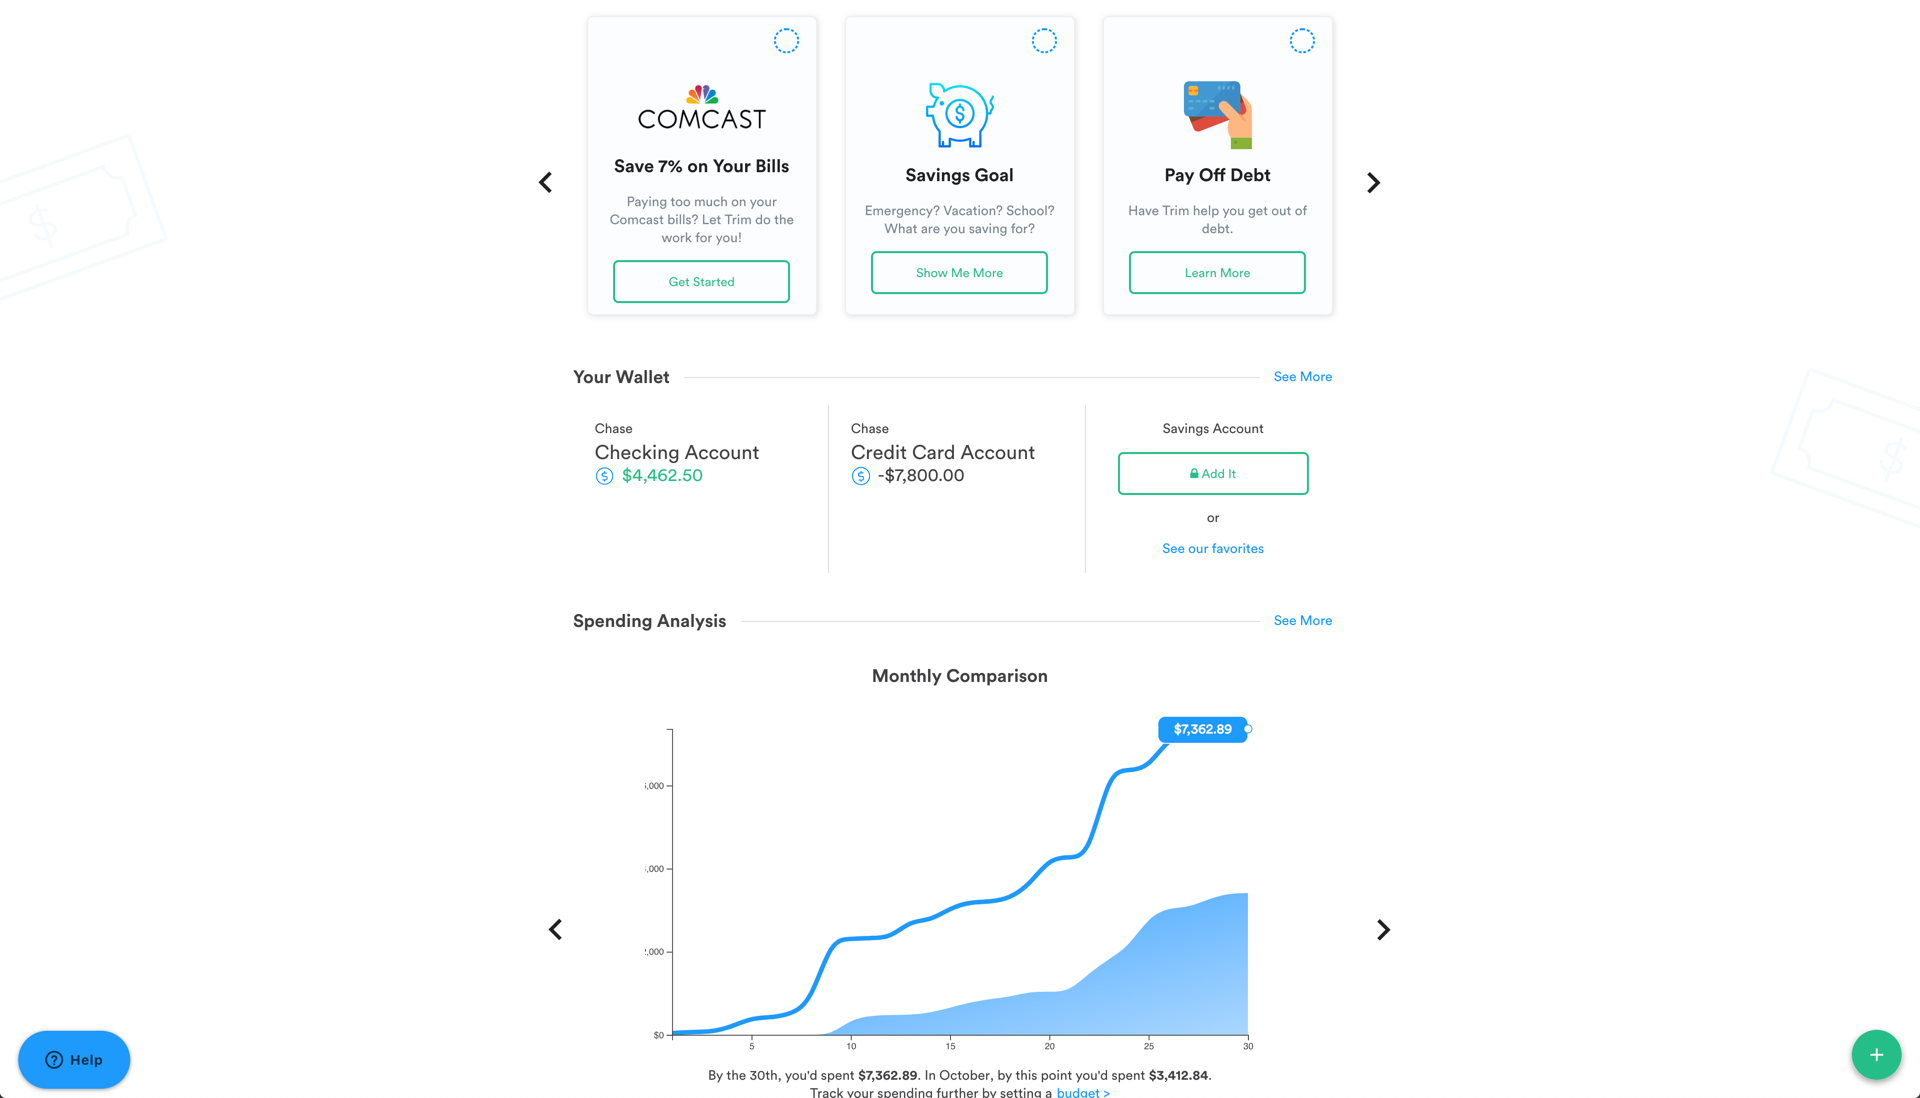 COMCAST
Save 7% on Your Bills
Paying too much on your
Comcast bills? Let Trim do the
work for you!
Get Started
Savings Goal
Emergency? Vacation? School?
What are you saving for?
Show Me More
Pay Off Debt
Have Trim help you get out of
debt.
Learn More
Your Wallet
See More
Chase
Checking Account
$4,462.50
Chase
Credit Card Account
-$7,800.00
Savings Account
Add It
or
See our favorites
Spending Analysis
See More
Monthly Comparison
$7,362.89
,000
,000
,000
$0
5
10
15
20
25
30
By the 30th, you'd spent $7,362.89. In October, by this point you'd spent $3,412.84.
Track your spending further by setting a budget >
Help
+